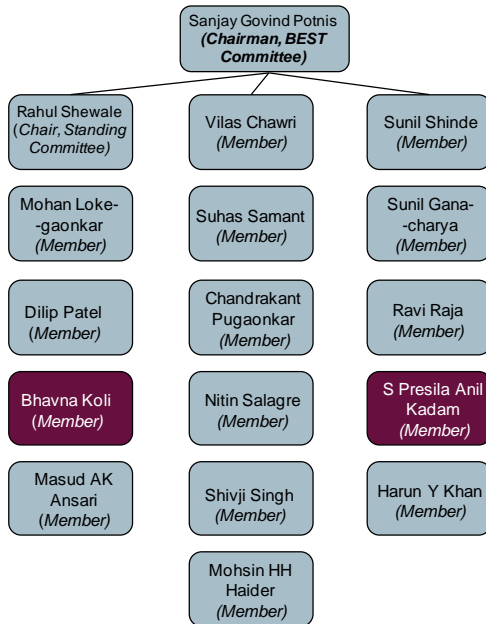 Sanjay Govind Potnis
(Chairman, BEST
Committee)
Rahul Shewale
(Chair, Standing
Committee)
Vilas Chawri
(Member)
Sunil Shinde
(Member)
Mohan Loke-
-gaonkar
(Member)
Suhas Samant
(Member)
Sunil Gana-
-charya
(Member)
Dilip Patel
(Member)
Chandrakant
Pugaonkar
(Member)
Ravi Raja
(Member)
Bhavna Koli
(Member)
Nitin Salagre
(Member)
S Presila Anil
Kadam
(Member)
Masud AK
Ansari
(Member)
Shivji Singh
(Member)
Harun Y Khan
(Member)
Mohsin HH
Haider
(Member)